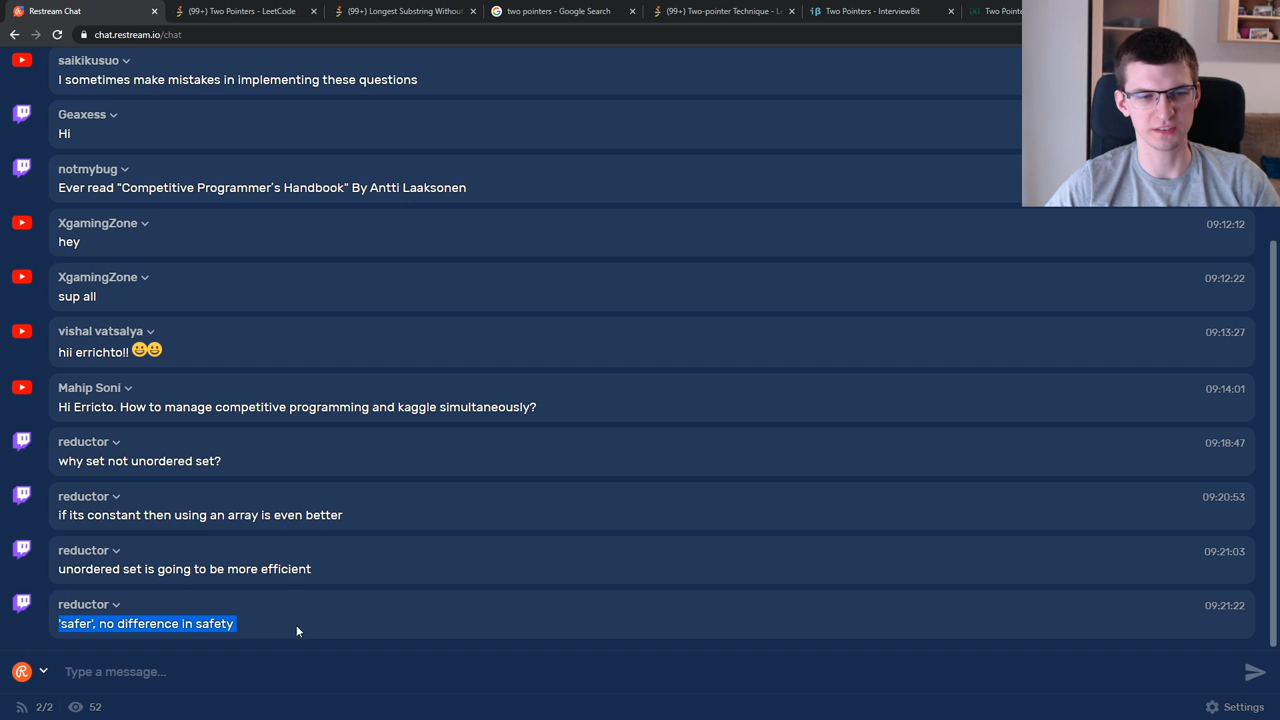 Restream Chat
(99+) Two Pointers - LeetCode
(99+) Longest Substring Withou
two pointers - Google Search
(99+) Two-pointer Technique - Le
Two Pointers - InterviewBit
Two Point
chat.restream.io/chat
saikikusuo
I sometimes make mistakes in implementing these questions
Geaxess
Hi
notmybug
Ever read "Competitive Programmer's Handbook" By Antti Laaksonen
XgamingZone
09:12:12
hey
XgamingZone
09:12:22
sup all
vishal vatsalya
09:13:27
hii errichto!! 😀😀
Mahip Soni
09:14:01
Hi Erricto. How to manage competitive programming and kaggle simultaneously?
reductor
09:18:47
why set not unordered set?
reductor
09:20:53
if its constant then using an array is even better
reductor
09:21:03
unordered set is going to be more efficient
reductor
09:21:22
'safer', no difference in safety
Type a message...
2/2
52
Settings